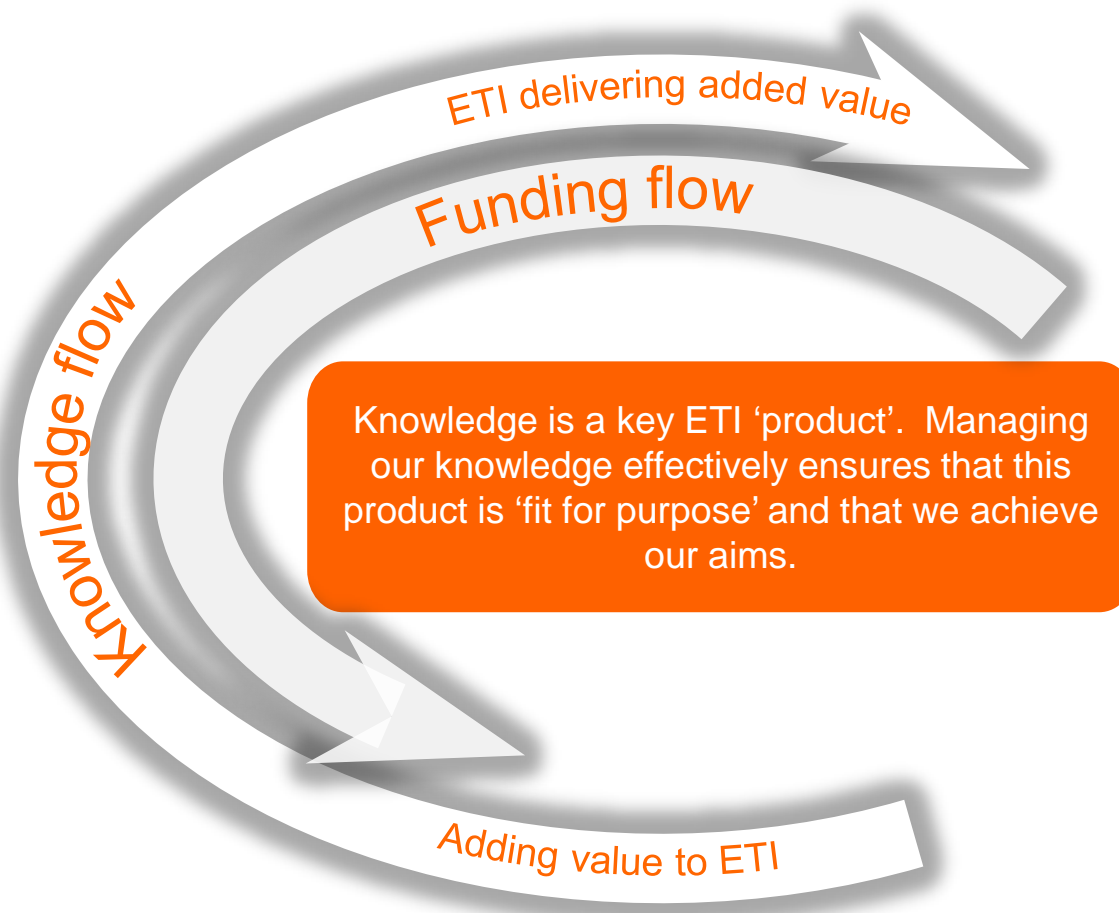 ETI delivering added value
Funding flow
Knowledge flow
Knowledge is a key ETI ‘product’.  Managing
our knowledge effectively ensures that this
product is ‘fit for purpose’ and that we achieve
our aims.
Adding value to ETI